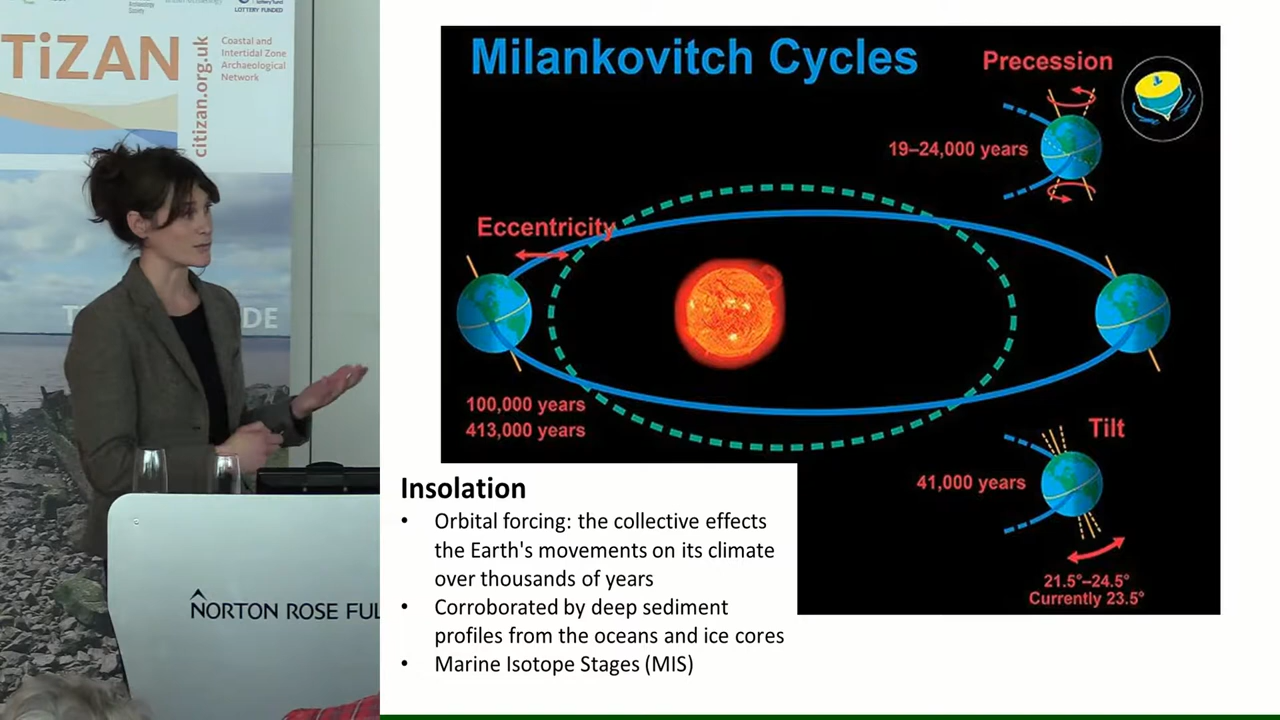 LOTTERY FUNDED
TiZAN
citizan.org.uk
Coastal and
Intertidal Zone
Archaeological
Network
DE
NORTON ROSE FUL
Milankovitch Cycles
Precession
19–24,000 years
Eccentricity
100,000 years
413,000 years
Tilt
41,000 years
21.5°–24.5°
Currently 23.5°
Insolation
• Orbital forcing: the collective effects
the Earth's movements on its climate
over thousands of years
• Corroborated by deep sediment
profiles from the oceans and ice cores
• Marine Isotope Stages (MIS)